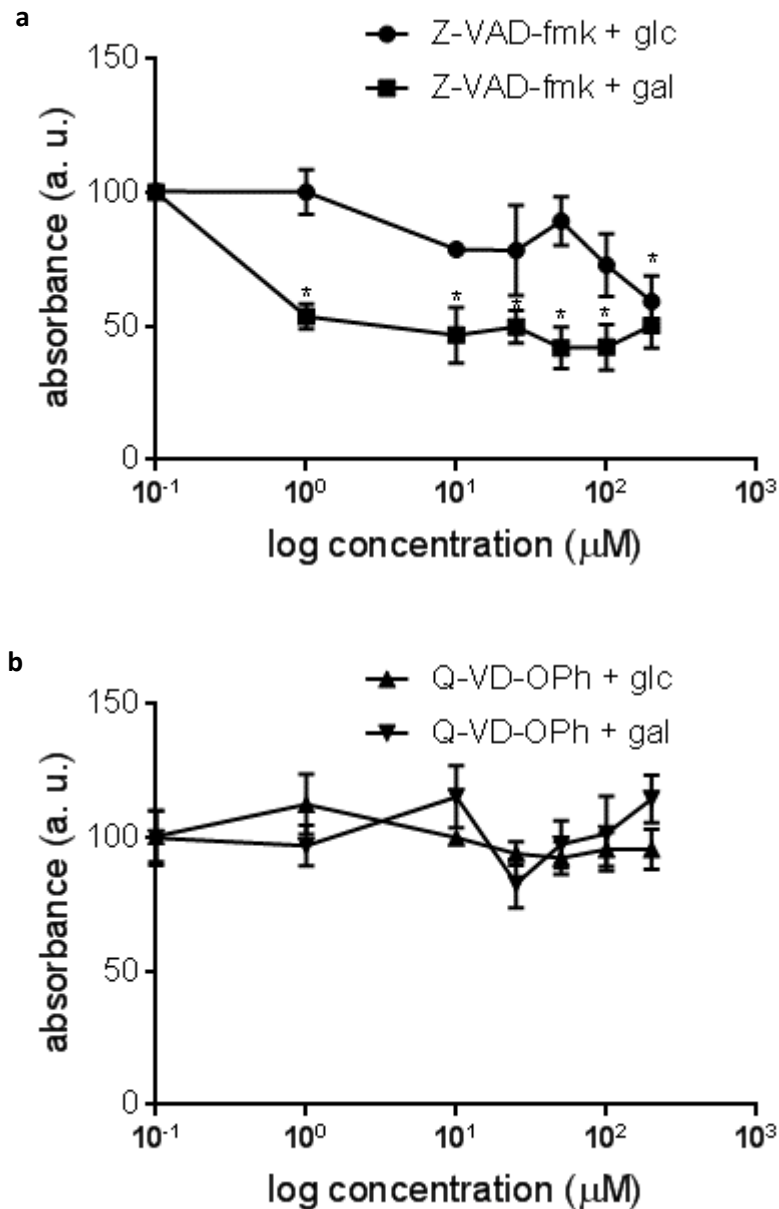 a
Z-VAD-fmk + glc
Z-VAD-fmk + gal
150
100
50
0
absorbance (a. u.)
* * * * * *
10⁻¹ 10⁰ 10¹ 10² 10³
log concentration (μM)
b
Q-VD-OPh + glc
Q-VD-OPh + gal
150
100
50
0
absorbance (a. u.)
10⁻¹ 10⁰ 10¹ 10² 10³
log concentration (μM)